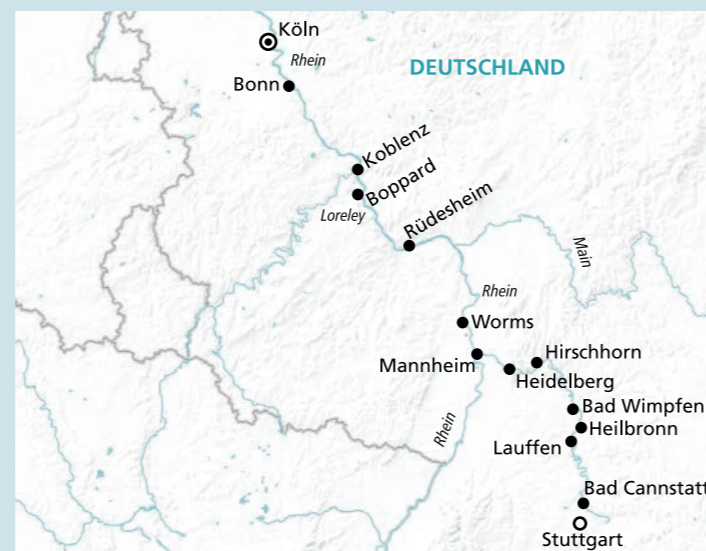 Köln
Rhein
DEUTSCHLAND
Bonn
Koblenz
Boppard
Loreley
Rüdesheim
Main
Rhein
Worms
Mannheim
Hirschhorn
Heidelberg
Rhein
Bad Wimpfen
Heilbronn
Lauffen
Bad Cannstatt
Stuttgart